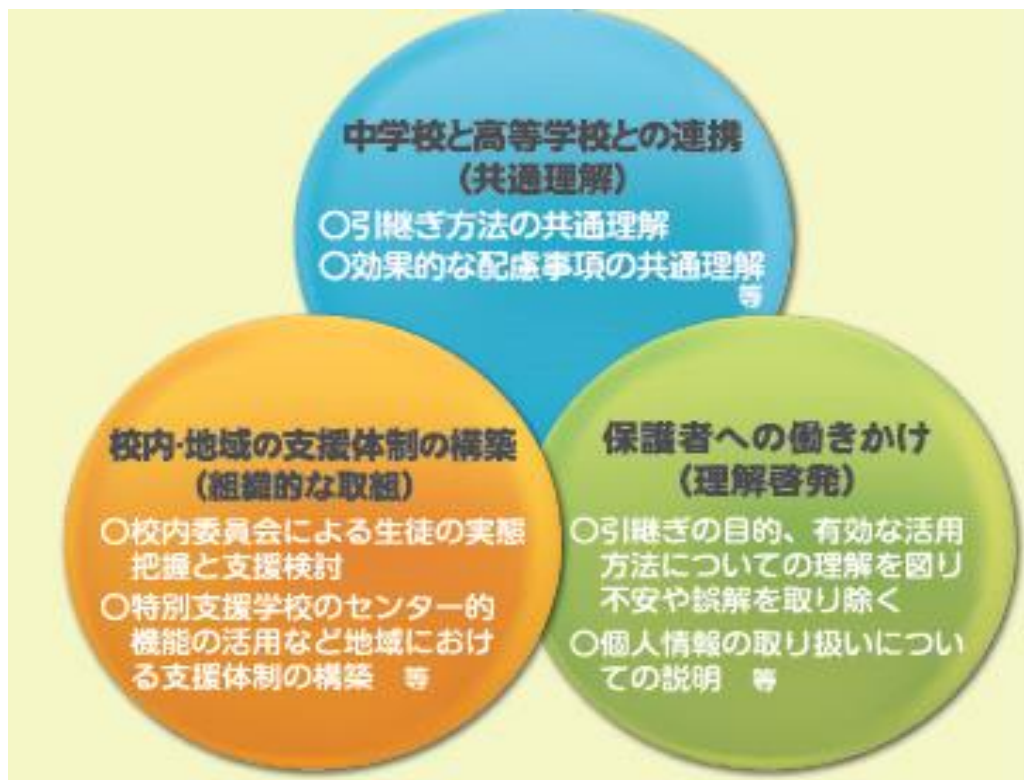 中学校と高等学校との連携
(共通理解)
○引継ぎ方法の共通理解
○効果的な配慮事項の共通理解
等
校内・地域の支援体制の構築
(組織的な取組)
○校内委員会による生徒の実態
把握と支援検討
○特別支援学校のセンター的
機能の活用など地域におけ
る支援体制の構築 等
保護者への働きかけ
(理解啓発)
○引継ぎの目的、有効な活用
方法についての理解を図り
不安や誤解を取り除く
○個人情報の取り扱いについ
ての説明 等